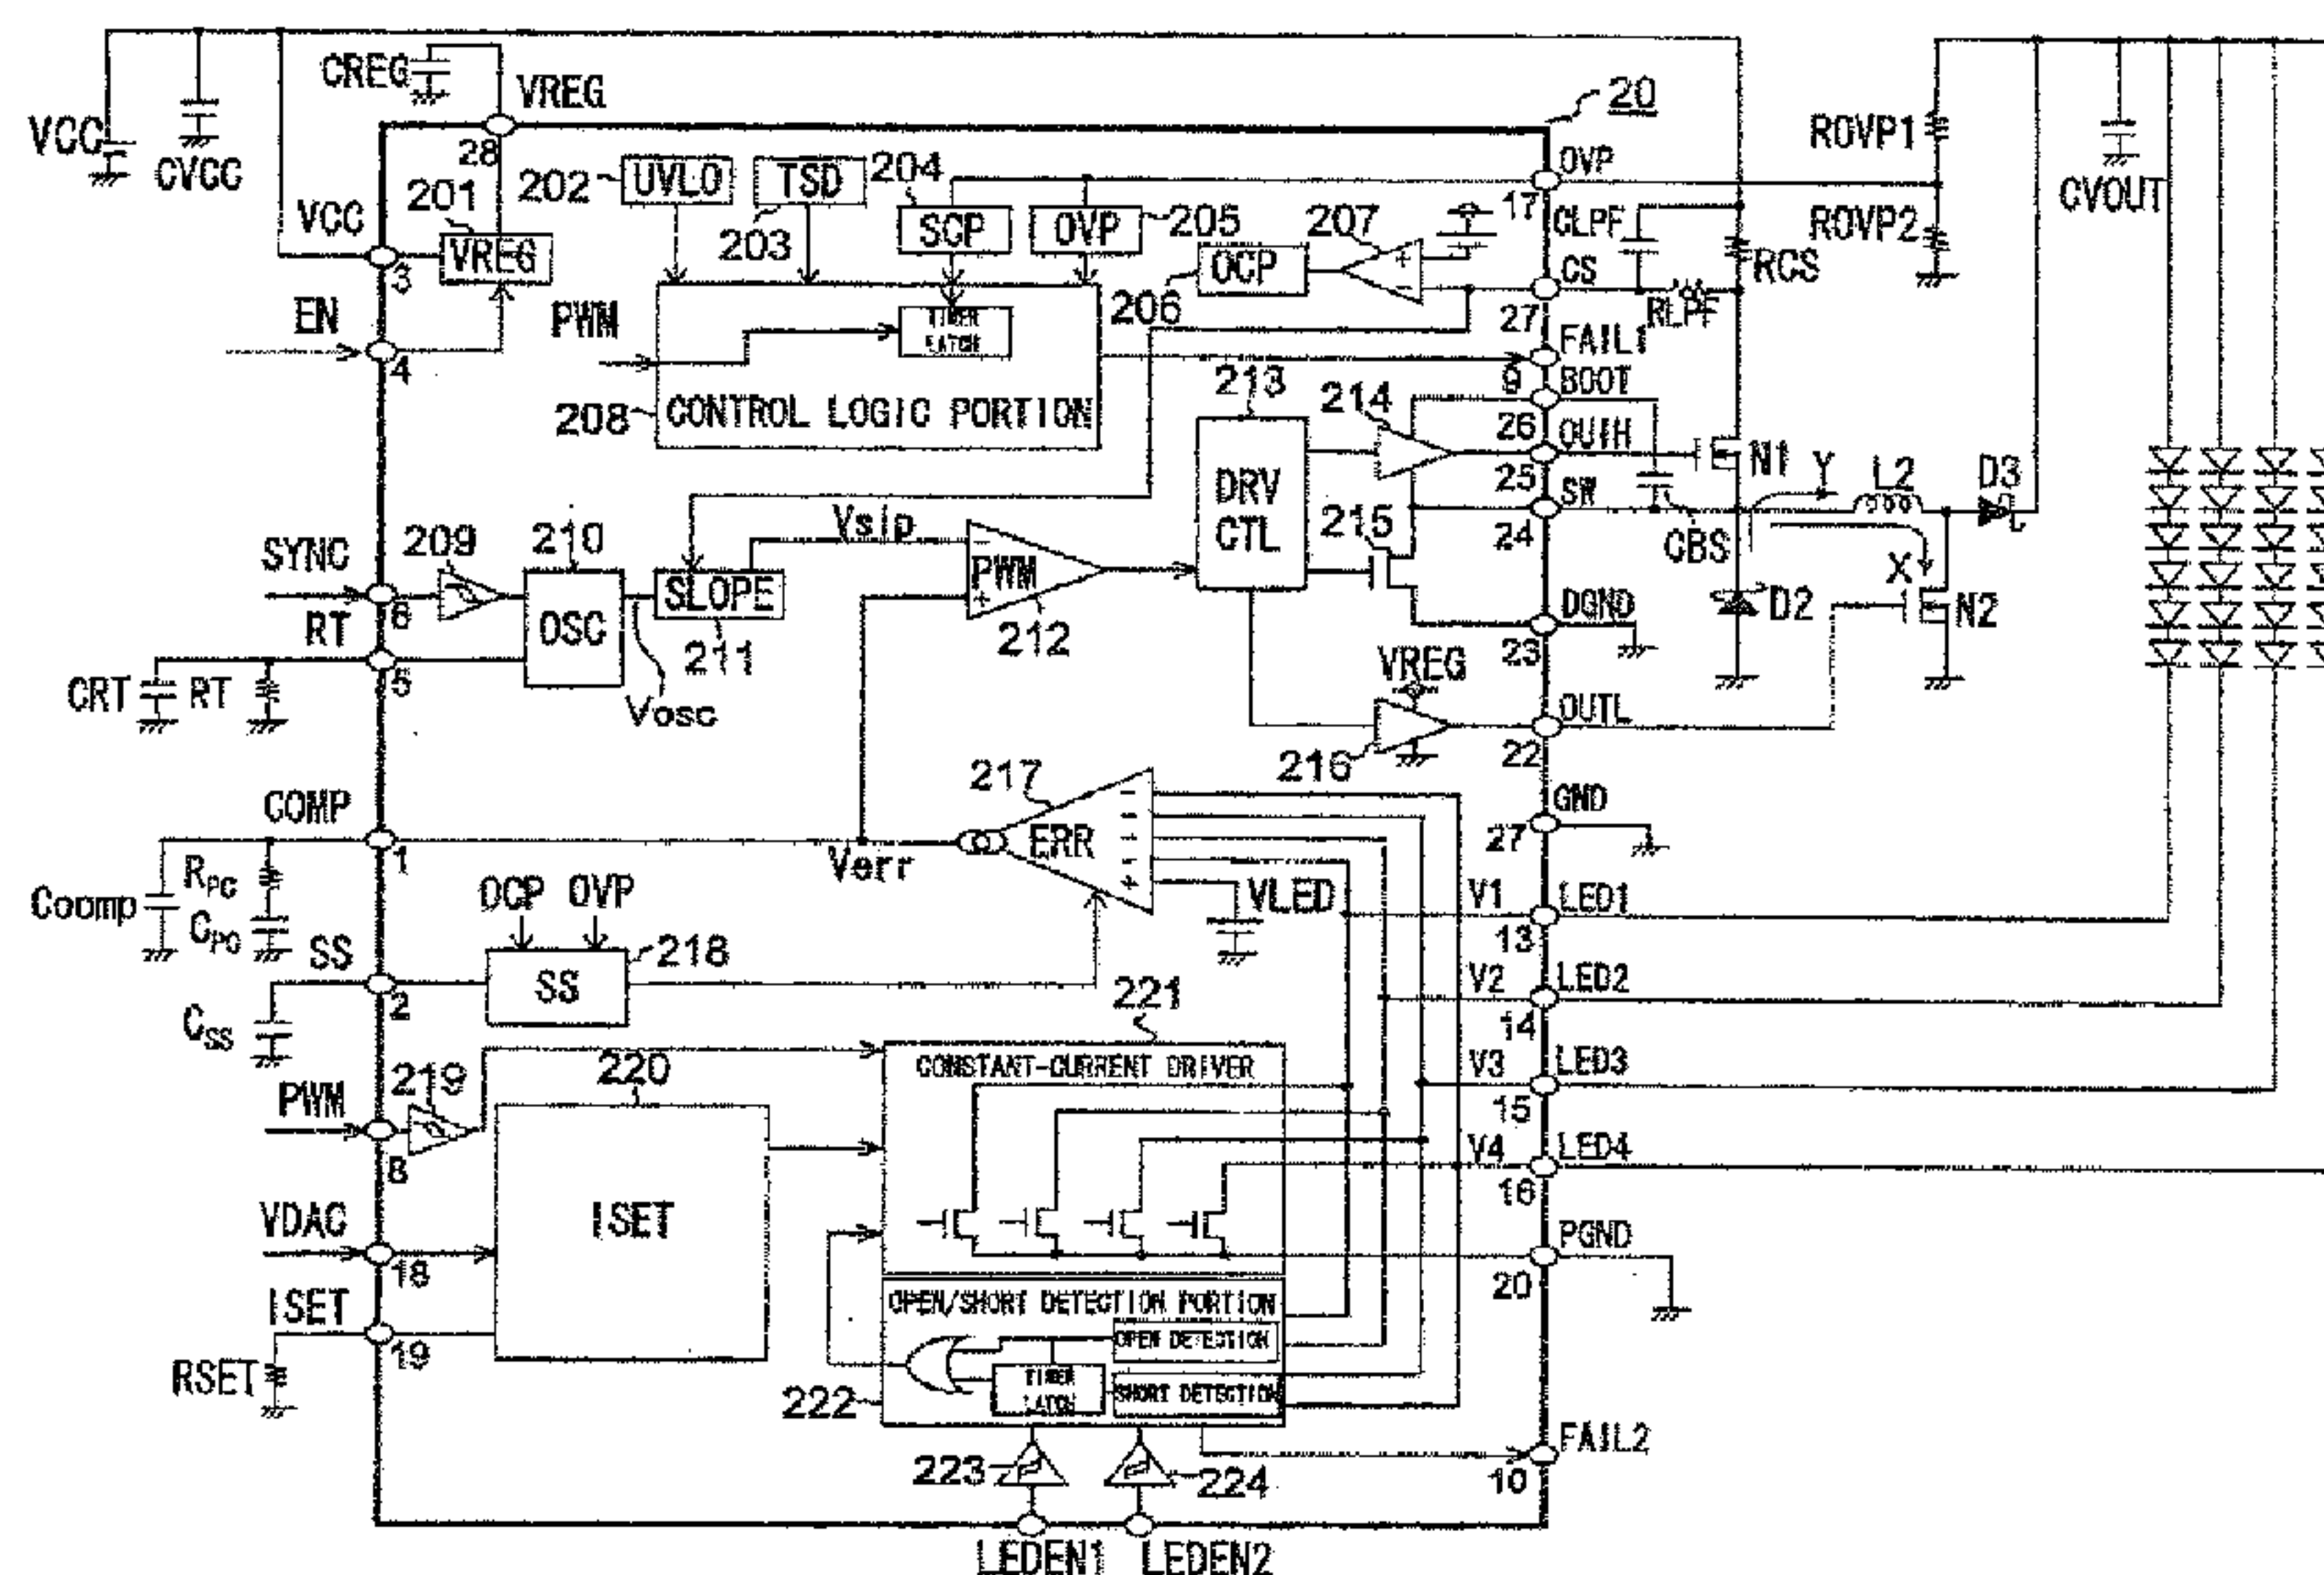 CREG
VREG
28
20
VCC
CVCC
VCC
3
201
VREG
EN
4
202
UVLO
TSD
203
204
SCP
OVP
205
206
OCP
207
PWM
TIMER
LATCH
208
CONTROL LOGIC PORTION
OVP
17
CLPF
CS
27
RLPF
RCS
ROVP1
ROVP2
CVOUT
FAIL1
9
BOOT
26
OUTH
25
SW
24
DGND
23
OUTL
22
N1
Y
L2
D3
CBS
X
D2
N2
213
DRV
CTL
214
215
VREG
216
SYNC
6
209
210
OSC
RT
5
CRT
RT
Vosc
SLOPE
211
Vslp
PWM
212
COMP
1
Ccomp
RPC
CPC
Verr
217
ERR
VLED
GND
27
V1
LED1
13
V2
LED2
14
V3
LED3
15
V4
LED4
16
PGND
20
OCP OVP
SS
2
CSS
SS
218
PWM
8
219
220
ISET
VDAC
18
ISET
19
RSET
221
CONSTANT-CURRENT DRIVER
OPEN/SHORT DETECTION PORTION
OPEN DETECTION
TIMER
LATCH
SHORT DETECTION
222
223
224
FAIL2
10
LEDEN1 LEDEN2